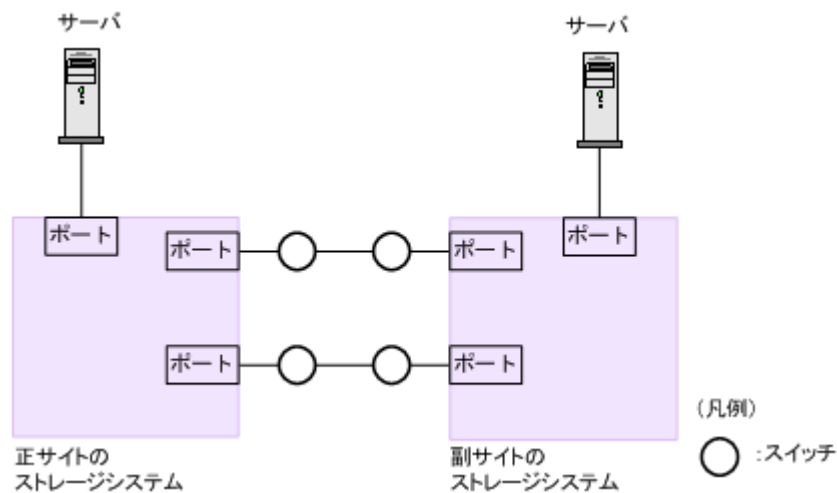 サーバ
サーバ
ポート
ポート
ポート
ポート
ポート
ポート
正サイトの
ストレージシステム
副サイトの
ストレージシステム
(凡例)
:スイッチ